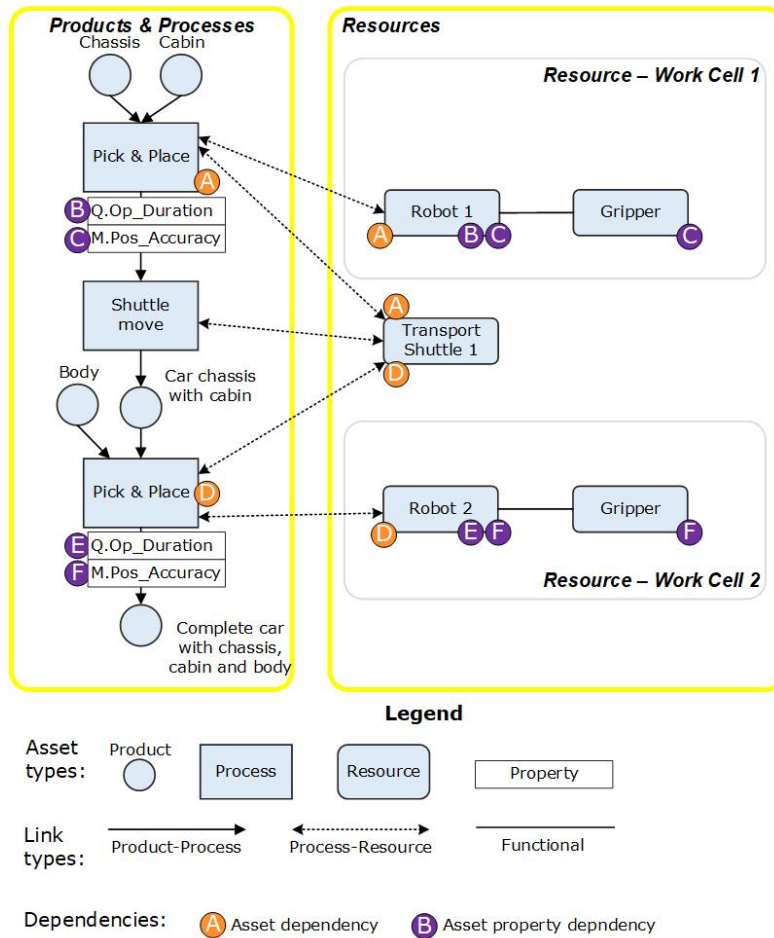 Products & Processes
Chassis
Cabin
Pick & Place
A
B
Q.Op_Duration
C
M.Pos_Accuracy
Shuttle
move
Body
Car chassis
with cabin
Pick & Place
D
E
Q.Op_Duration
F
M.Pos_Accuracy
Complete car
with chassis,
cabin and body
Resources
Resource – Work Cell 1
Robot 1
Gripper
A
B
C
C
A
Transport
Shuttle 1
D
Robot 2
Gripper
D
E
F
F
Resource – Work Cell 2
Legend
Asset
types:
Product
Process
Resource
Property
Link
types:
Product-Process
Process-Resource
Functional
Dependencies:
A
Asset dependency
B
Asset property depndency